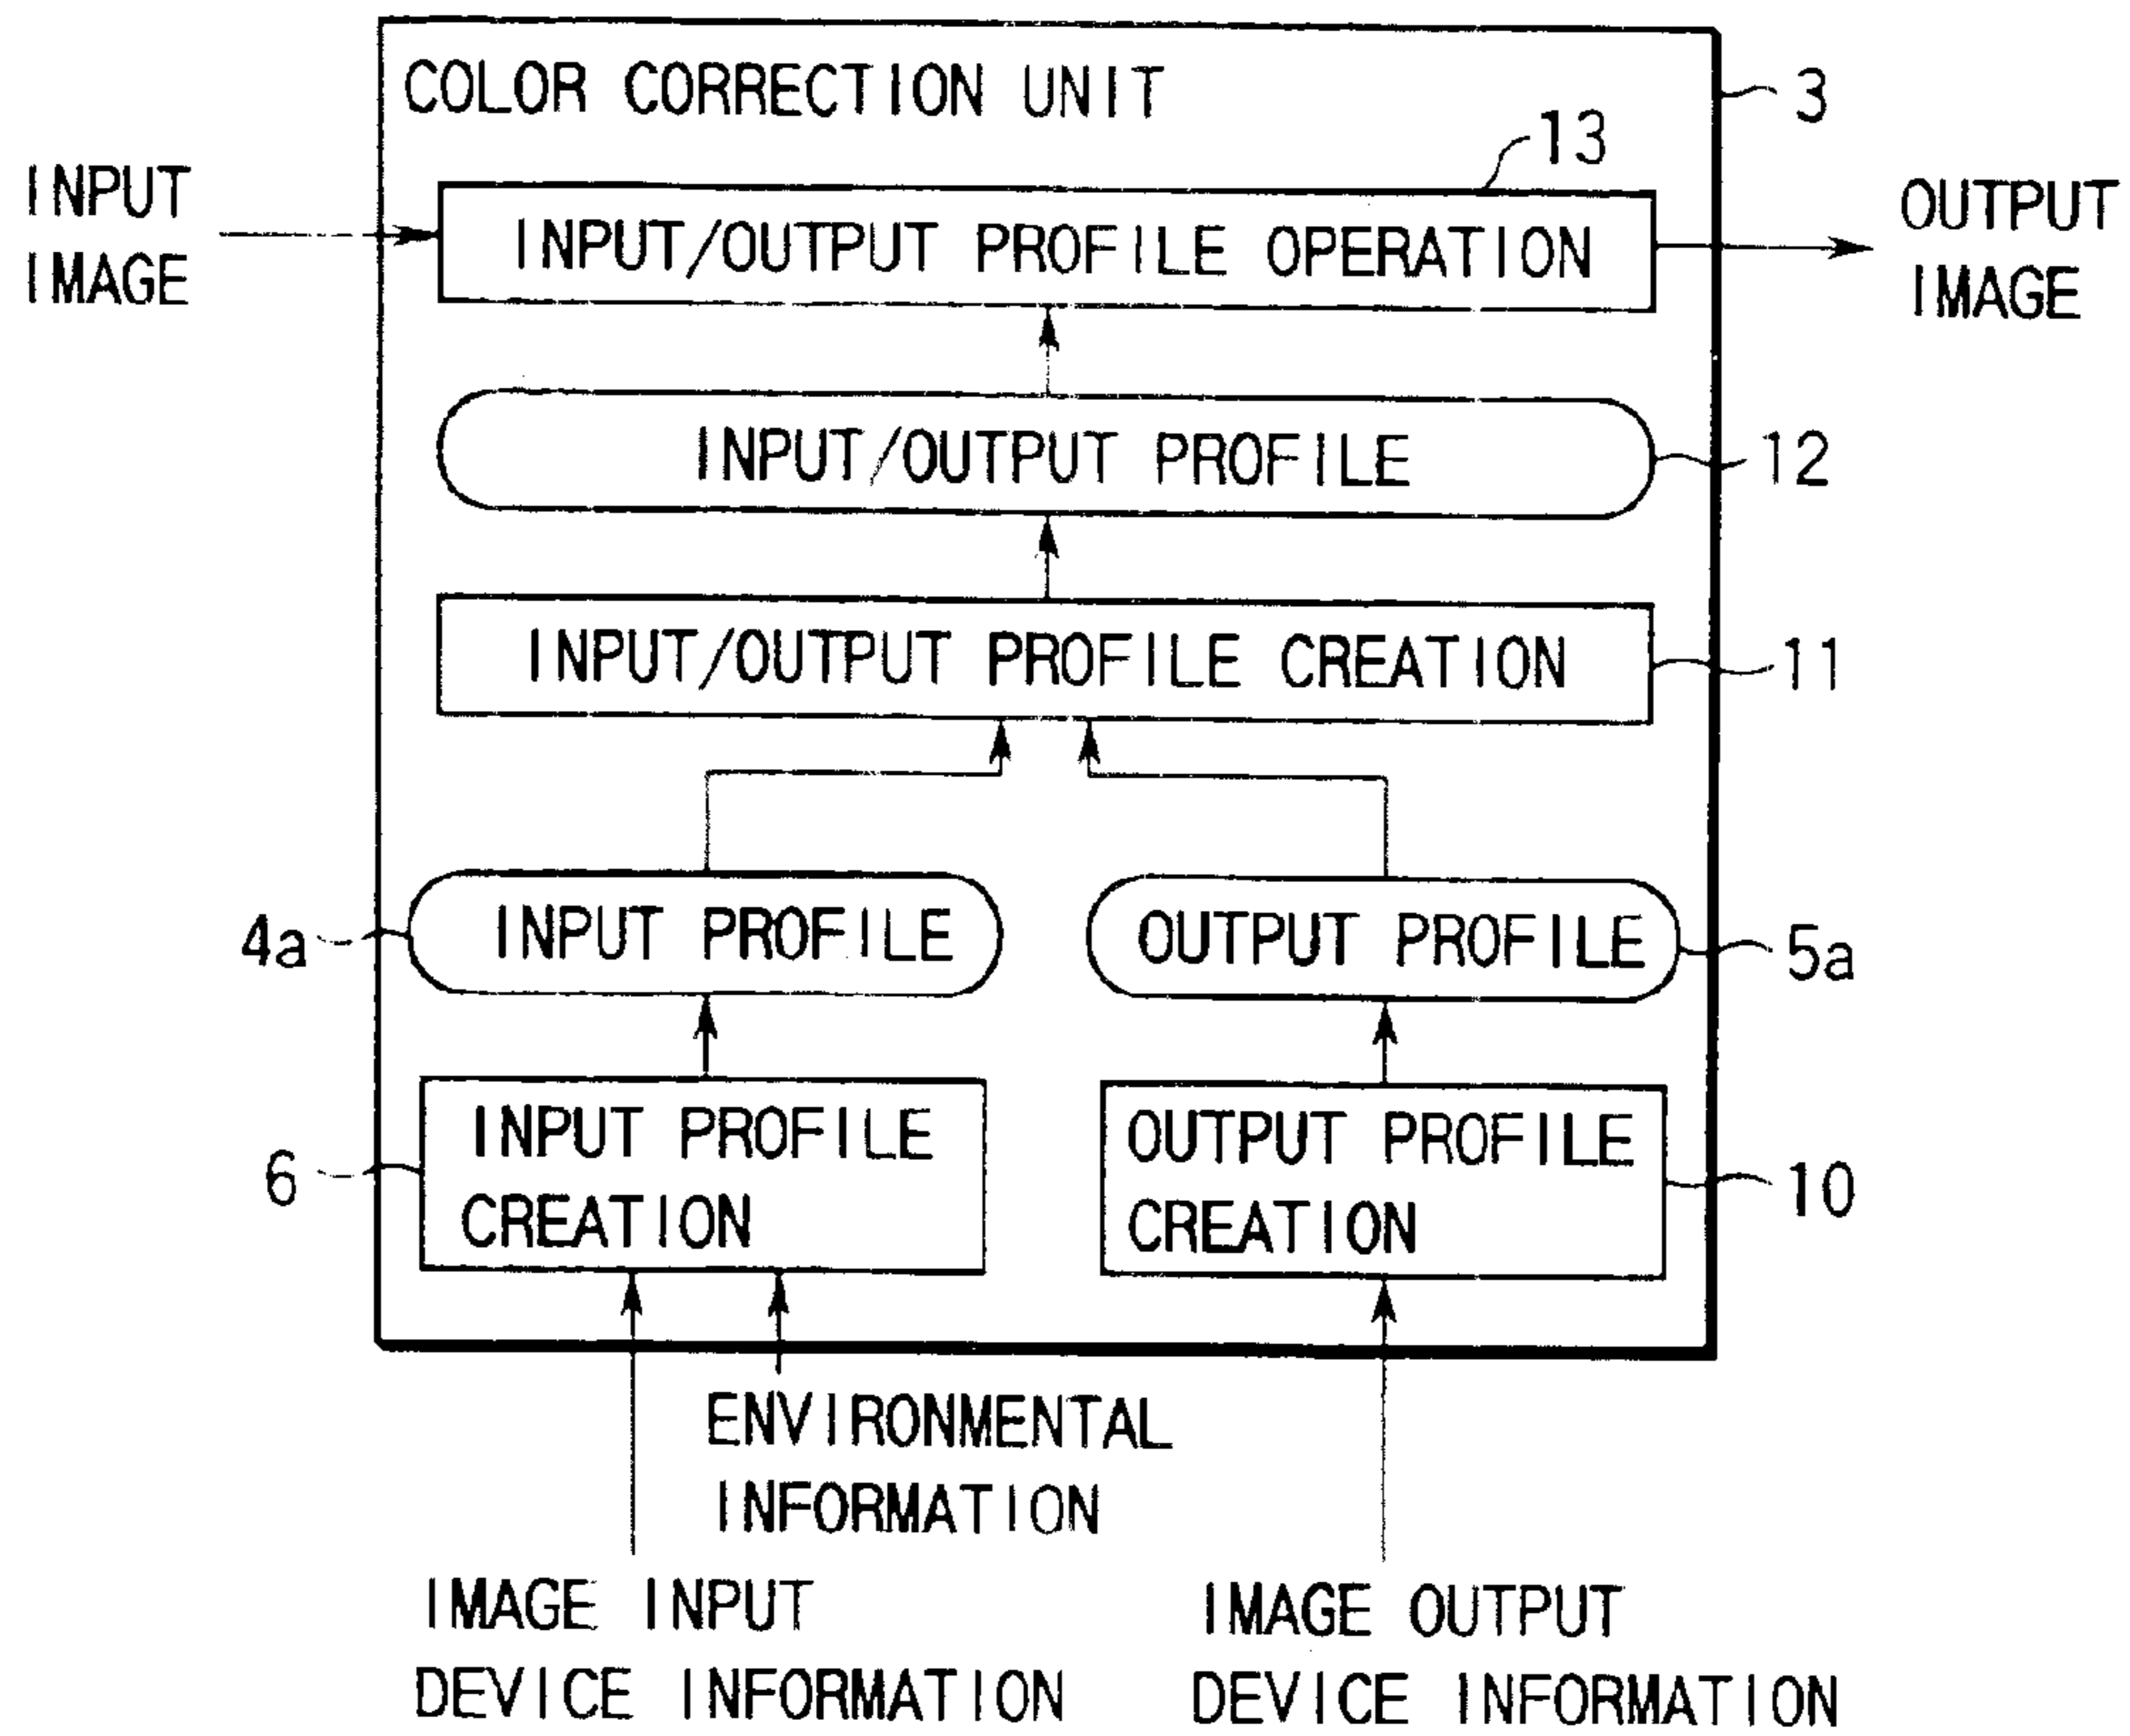 COLOR CORRECTION UNIT
3
13
INPUT
IMAGE
INPUT/OUTPUT PROFILE OPERATION
OUTPUT
IMAGE
INPUT/OUTPUT PROFILE
12
INPUT/OUTPUT PROFILE CREATION
11
4a
INPUT PROFILE
OUTPUT PROFILE
5a
6
INPUT PROFILE
CREATION
OUTPUT PROFILE
CREATION
10
ENVIRONMENTAL
INFORMATION
IMAGE INPUT
DEVICE INFORMATION
IMAGE OUTPUT
DEVICE INFORMATION